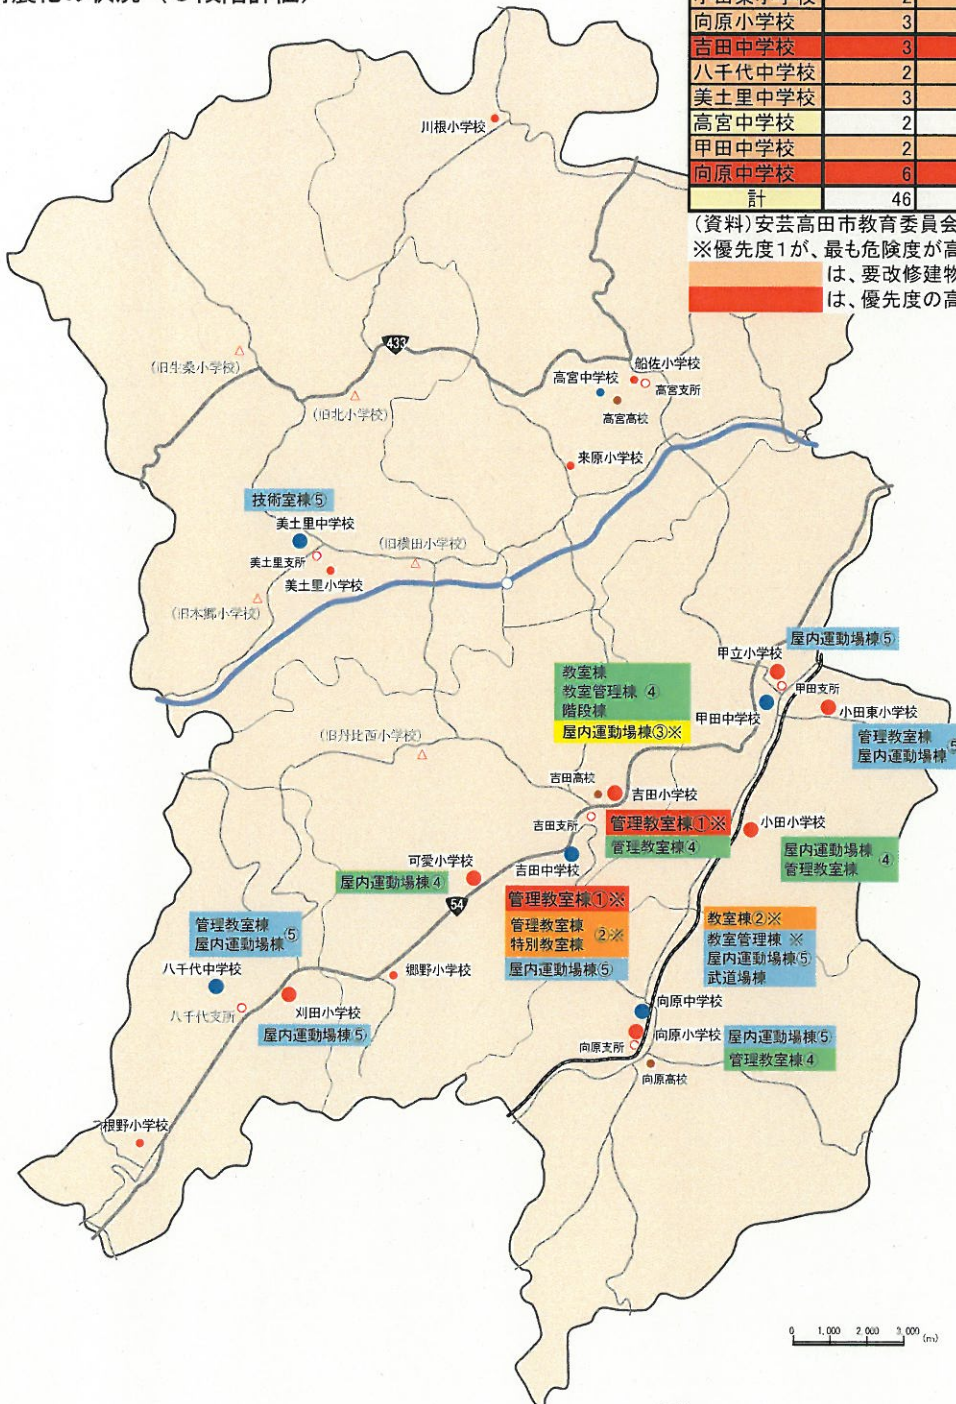 向原小学校 3
吉田中学校 3
八千代中学校 2
美土里中学校 3
高宮中学校 2
甲田中学校 2
向原中学校 6
計 46
(資料)安芸高田市教育委員会
※優先度1が、最も危険度が高
は、要改修建物
は、優先度の高
川根小学校
433
(旧生桑小学校)
(旧北小学校)
船佐小学校
高宮中学校
高宮支所
高宮高校
来原小学校
技術室棟⑤
美土里中学校
美土里支所
美土里小学校
(旧横田小学校)
(旧本郷小学校)
屋内運動場棟⑤
甲立小学校
甲田支所
甲田中学校
小田東小学校
管理教室棟
屋内運動場棟⑤
教室棟
教室管理棟 ④
階段棟
屋内運動場棟③※
(旧丹比西小学校)
吉田高校
吉田小学校
吉田支所
管理教室棟①※
管理教室棟④
小田小学校
屋内運動場棟 ④
管理教室棟
可愛小学校
屋内運動場棟④
吉田中学校
54
管理教室棟①※
管理教室棟 ②※
特別教室棟
屋内運動場棟⑤
教室棟②※
教室管理棟 ※
屋内運動場棟⑤
武道場棟
管理教室棟 ⑤
屋内運動場棟
八千代中学校
八千代支所
刈田小学校
屋内運動場棟⑤
郷野小学校
向原中学校
向原小学校
向原支所
向原高校
屋内運動場棟⑤
管理教室棟④
根野小学校
0 1,000 2,000 3,000 (m)